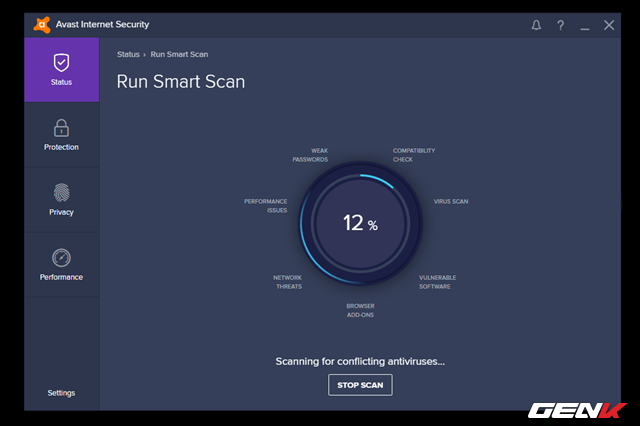 Avast Internet Security
?
Status
Status › Run Smart Scan
Run Smart Scan
Protection
Privacy
Performance
Settings
WEAK
PASSWORDS
COMPATIBILITY
CHECK
PERFORMANCE
ISSUES
VIRUS SCAN
12 %
NETWORK
THREATS
VULNERABLE
SOFTWARE
BROWSER
ADD-ONS
Scanning for conflicting antiviruses...
STOP SCAN
GENK